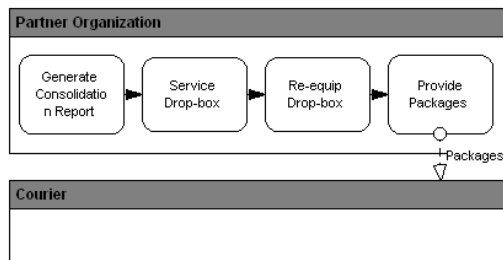 Partner Organization
Generate
Consolidatio
n Report
Service
Drop-box
Re-equip
Drop-box
Provide
Packages
Packages
Courier